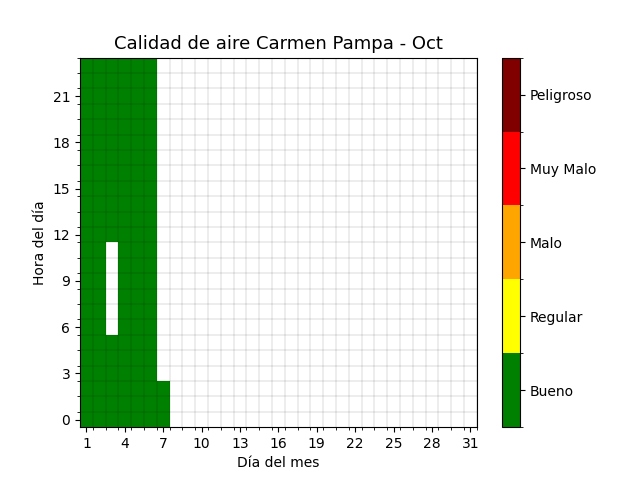 Calidad de aire Carmen Pampa - Oct
Hora del día
21
18
15
12
9
6
3
0
1 4 7 10 13 16 19 22 25 28 31
Día del mes
Peligroso
Muy Malo
Malo
Regular
Bueno